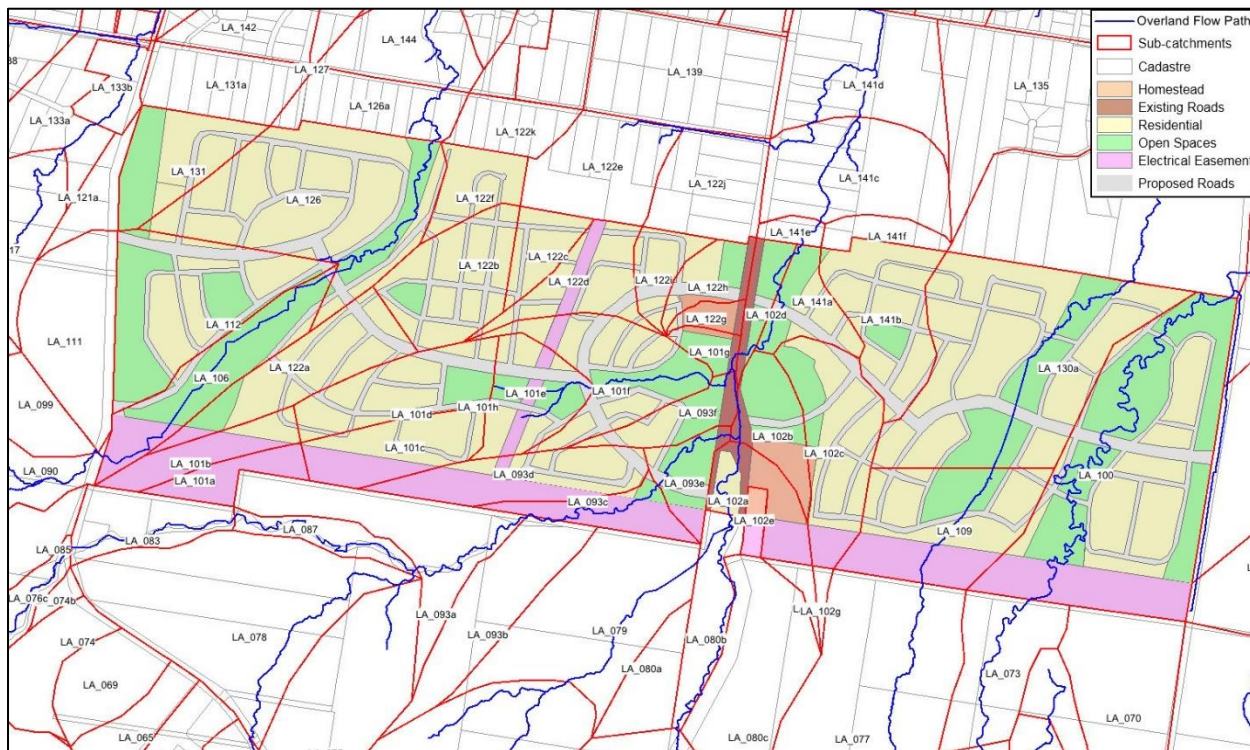 Overland Flow Path
Sub-catchments
Cadastre
Homestead
Existing Roads
Residential
Open Spaces
Electrical Easement
Proposed Roads
LA_142
LA_144
LA_127
LA_139
LA_133b
LA_131a
LA_126a
LA_141d
LA_135
LA_133a
LA_122k
LA_122e
LA_131
LA_122j
LA_141c
LA_121a
LA_126
LA_122f
LA_141e
LA_141f
LA_122c
LA_122b
LA_122d
LA_122i
LA_122h
LA_141a
LA_122g
LA_102d
LA_141b
LA_112
LA_111
LA_101g
LA_122a
LA_130a
LA_106
LA_101e
LA_101f
LA_099
LA_101d
LA_101h
LA_093f
LA_102b
LA_101c
LA_102c
LA_090
LA_101b
LA_093d
LA_100
LA_101a
LA_093e
LA_093c
LA_102a
LA_102e
LA_087
LA_109
LA_083
LA_085
LA_076c
LA_074b
LA_093a
LA_102g
LA_074
LA_078
LA_093b
LA_079
LA_080b
LA_080a
LA_073
LA_069
LA_070
LA_065
LA_080c
LA_077